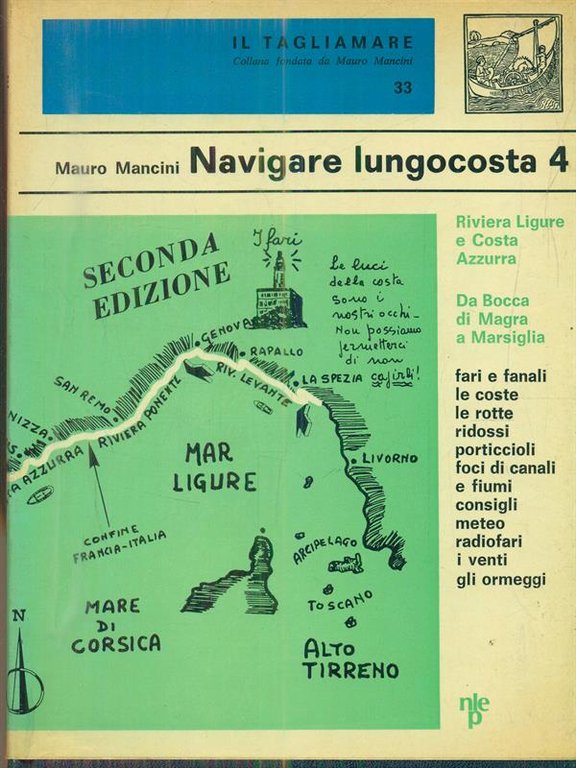 IL TAGLIAMARE
Collana fondata da Mauro Mancini
33
Mauro Mancini Navigare lungocosta 4
Riviera Ligure
e Costa
Azzurra
Da Bocca
di Magra
a Marsiglia
fari e fanali
le coste
le rotte
ridossi
porticcioli
foci di canali
e fiumi
consigli
meteo
radiofari
i venti
gli ormeggi
SECONDA
EDIZIONE
I fari
Le luci
della costa
sono i
nostri occhi-
Non possiamo
permetterci
di non
capirli!
GENOVA
RAPALLO
RIV. LEVANTE
LA SPEZIA
SAN REMO
RIVIERA PONENTE
NIZZA
AZZURRA
MAR
LIGURE
LIVORNO
CONFINE
FRANCIA-ITALIA
ARCIPELAGO
TOSCANO
MARE
DI
CORSICA
ALTO
TIRRENO
N
nlep